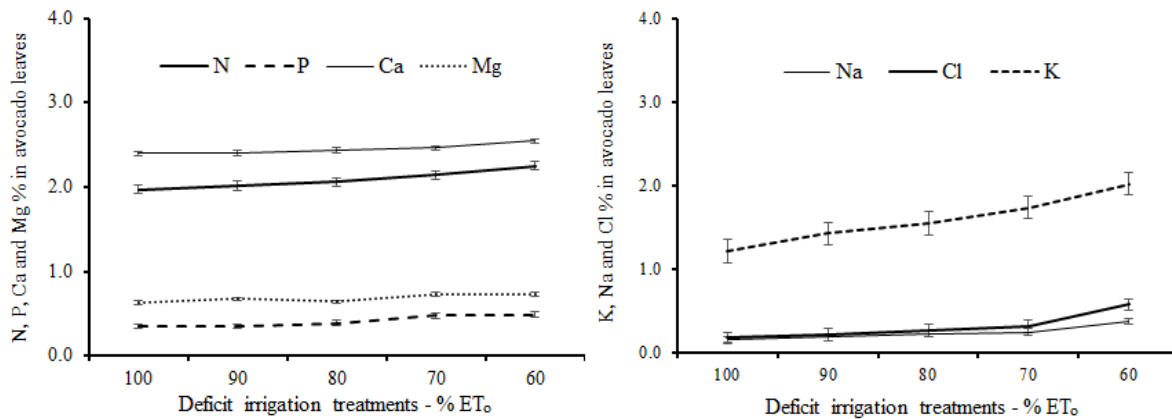 N, P, Ca and Mg % in avocado leaves
4.0
3.0
2.0
1.0
0.0
N P Ca Mg
100 90 80 70 60
Deficit irrigation treatments - % ETₒ
K, Na and Cl % in avocado leaves
4.0
3.0
2.0
1.0
0.0
Na Cl K
100 90 80 70 60
Deficit irrigation treatments - % ETₒ